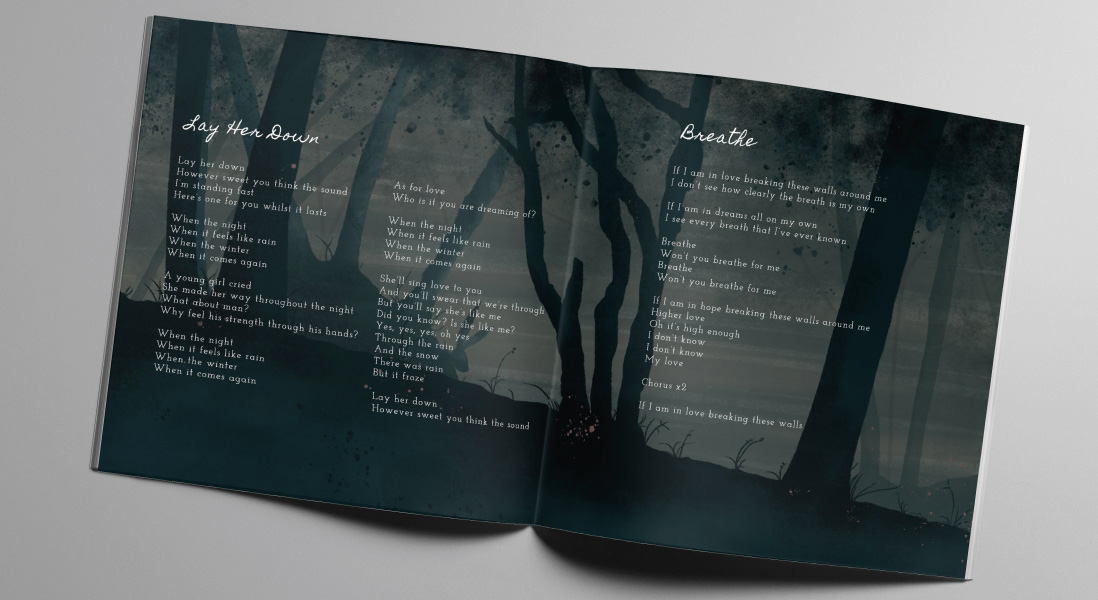 Lay Her Down
Lay her down
However sweet you think the sound
I'm standing fast
Here's one for you whilst it lasts
When the night
When it feels like rain
When the winter
When it comes again
A young girl cried
She made her way throughout the night
What about man?
Why feel his strength through his hands?
When the night
When it feels like rain
When the winter
When it comes again
As for love
Who is it you are dreaming of?
When the night
When it feels like rain
When the winter
When it comes again
She'll sing love to you
And you'll swear that we're through
But you'll say she's like me
Did you know? Is she like me?
Yes, yes, yes, oh yes
Through the rain
And the snow
There was rain
But it froze
Lay her down
However sweet you think the sound
Breathe
If I am in love breaking these walls around me
I don't see how clearly the breath is my own
If I am in dreams all on my own
I see every breath that I've ever known
Breathe
Won't you breathe for me
Breathe
Won't you breathe for me
If I am in hope breaking these walls around me
Higher love
Oh it's high enough
I don't know
I don't know
My love
Chorus x2
If I am in love breaking these walls